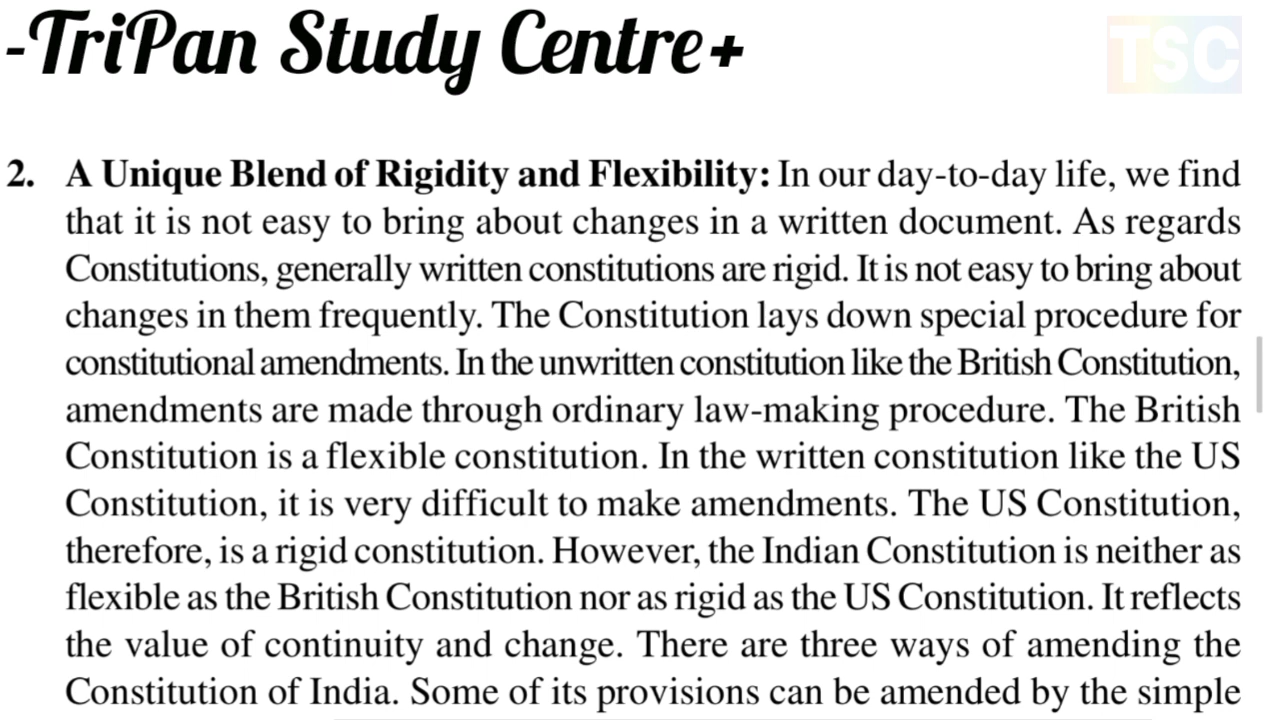 -TriPan Study Centre+
TSC
2. A Unique Blend of Rigidity and Flexibility: In our day-to-day life, we find
that it is not easy to bring about changes in a written document. As regards
Constitutions, generally written constitutions are rigid. It is not easy to bring about
changes in them frequently. The Constitution lays down special procedure for
constitutional amendments. In the unwritten constitution like the British Constitution,
amendments are made through ordinary law-making procedure. The British
Constitution is a flexible constitution. In the written constitution like the US
Constitution, it is very difficult to make amendments. The US Constitution,
therefore, is a rigid constitution. However, the Indian Constitution is neither as
flexible as the British Constitution nor as rigid as the US Constitution. It reflects
the value of continuity and change. There are three ways of amending the
Constitution of India. Some of its provisions can be amended by the simple